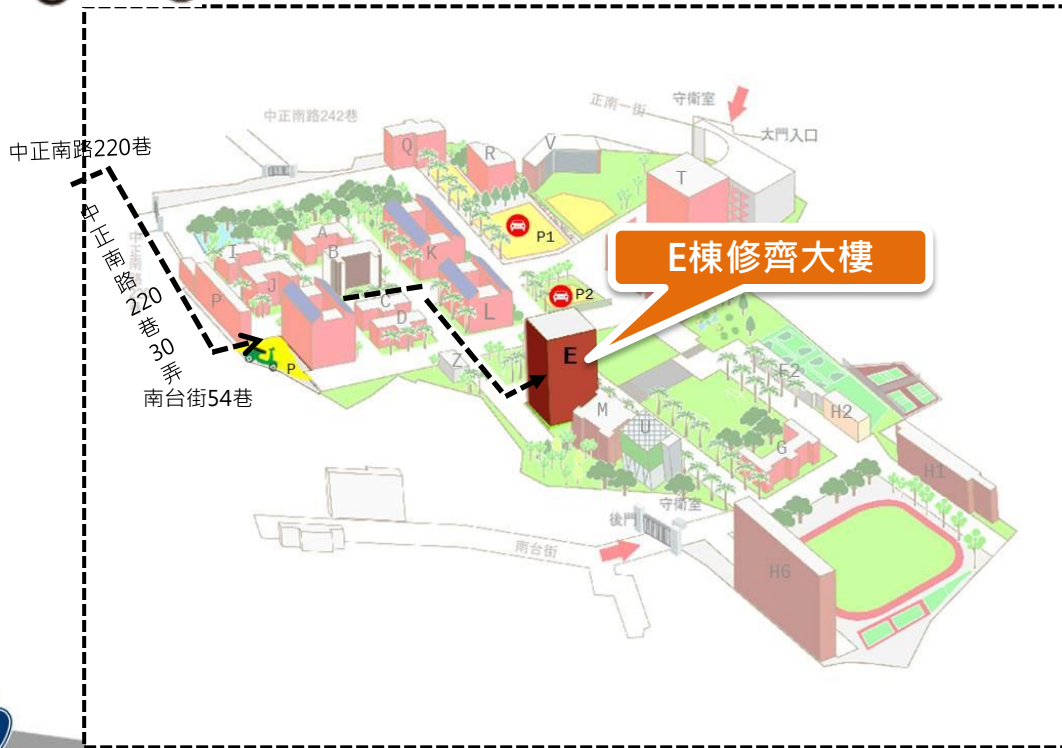 中正南路242巷
正南一街
守衛室
大門入口
中正南路220巷
Q
R
V
T
中正南路220巷30弄
A
B
I
J
K
P
C
D
L
P1
P2
E棟修齊大樓
E
Z
P
南台街54巷
M
U
F2
H2
G
H1
守衛室
後門
南台街
H6